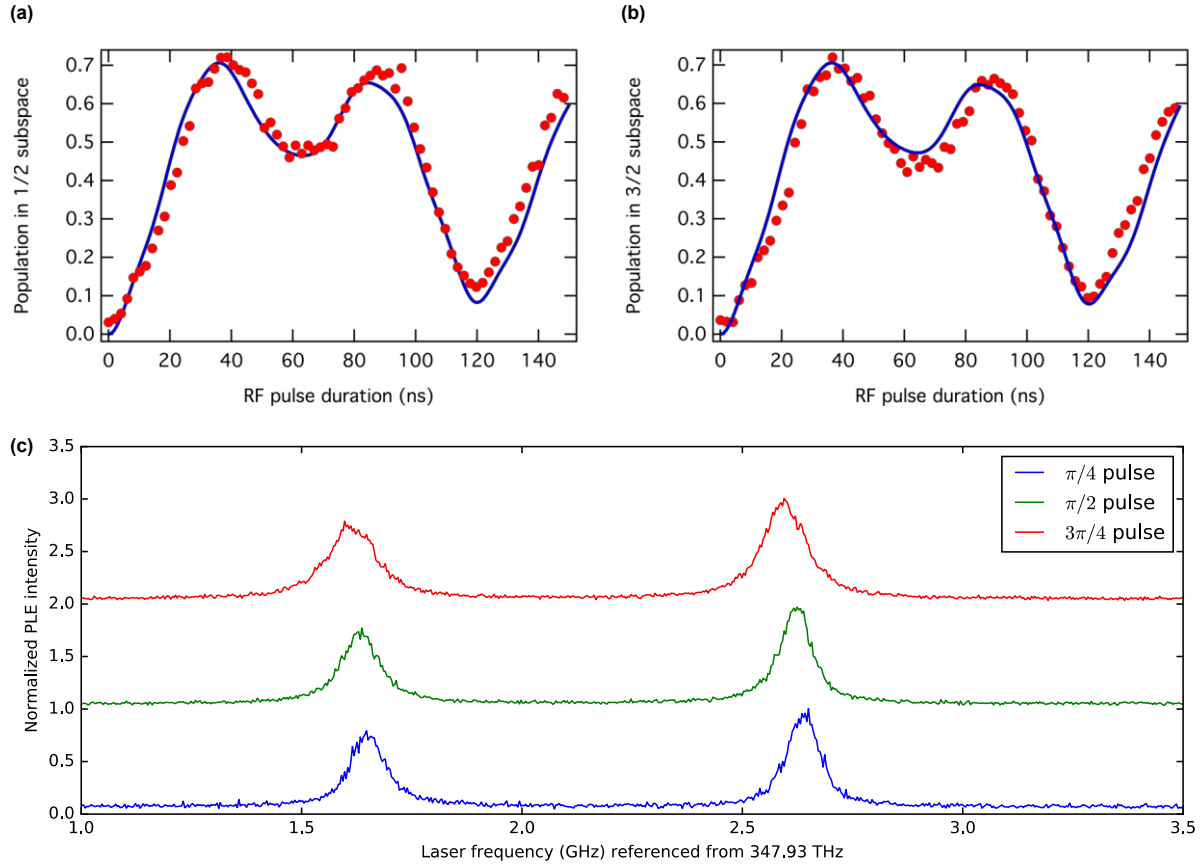 (a)
Population in 1/2 subspace
0.7
0.6
0.5
0.4
0.3
0.2
0.1
0.0
0 20 40 60 80 100 120 140
RF pulse duration (ns)
(b)
Population in 3/2 subspace
0.7
0.6
0.5
0.4
0.3
0.2
0.1
0.0
0 20 40 60 80 100 120 140
RF pulse duration (ns)
(c)
Normalized PLE intensity
3.5
3.0
2.5
2.0
1.5
1.0
0.5
0.0
π/4 pulse
π/2 pulse
3π/4 pulse
1.0 1.5 2.0 2.5 3.0 3.5
Laser frequency (GHz) referenced from 347.93 THz